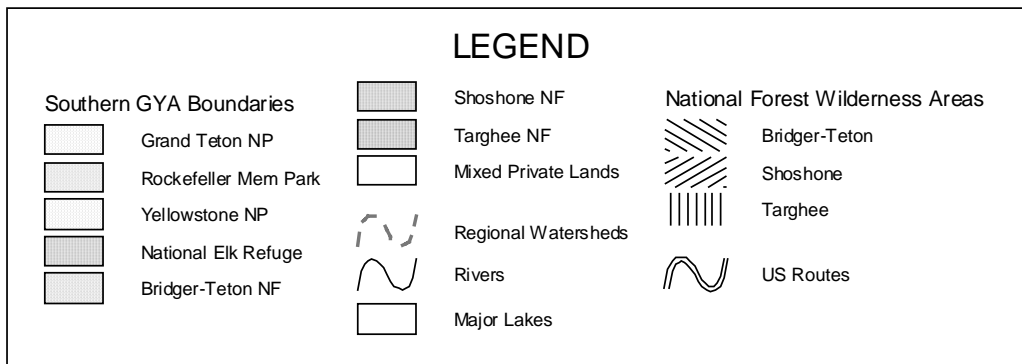 LEGEND
Southern GYA Boundaries
Grand Teton NP
Rockefeller Mem Park
Yellowstone NP
National Elk Refuge
Bridger-Teton NF
Shoshone NF
Targhee NF
Mixed Private Lands
Regional Watersheds
Rivers
Major Lakes
National Forest Wilderness Areas
Bridger-Teton
Shoshone
Targhee
US Routes